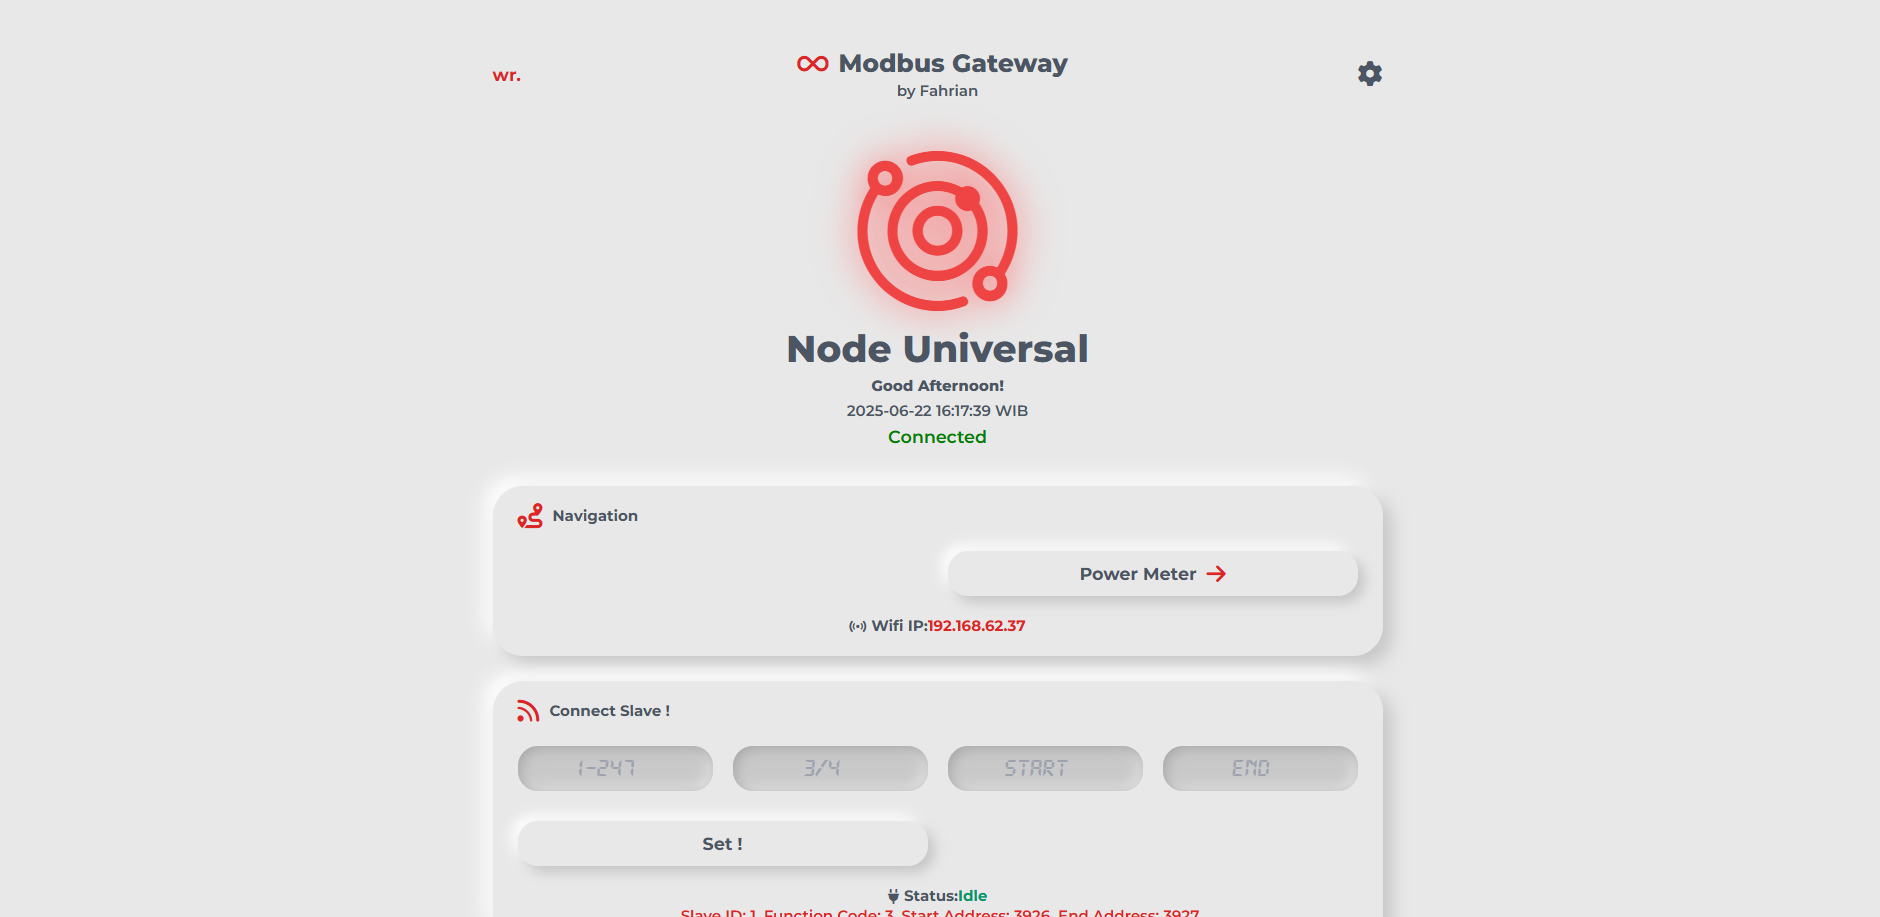 wr.
Modbus Gateway
by Fahrian
Node Universal
Good Afternoon!
2025-06-22 16:17:39 WIB
Connected
Navigation
Power Meter
Wifi IP:192.168.62.37
Connect Slave !
1-247 3/4 START END
Set !
Status:Idle
Slave ID: 1, Function Code: 3, Start Address: 3926, End Address: 3927